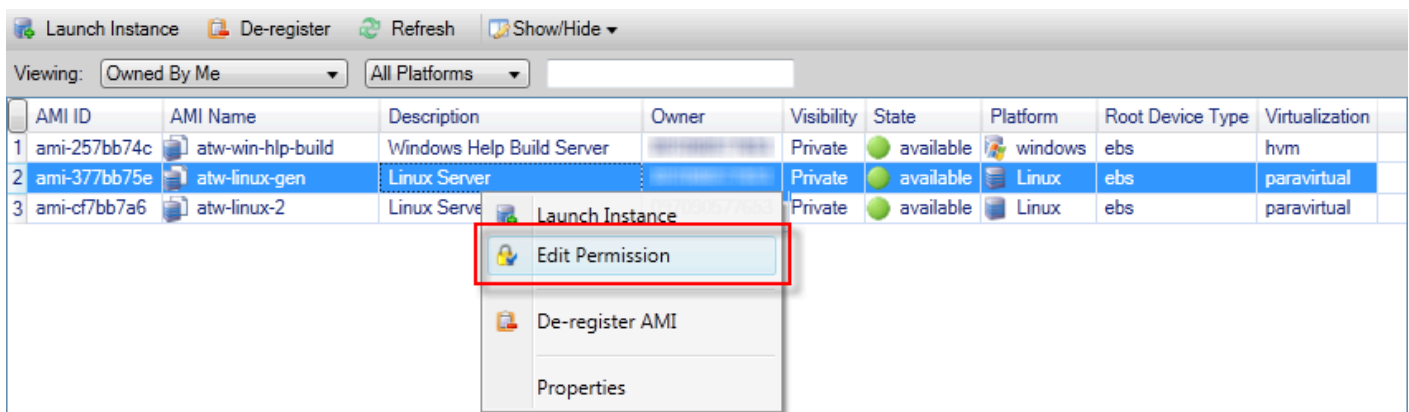 Launch Instance De-register Refresh Show/Hide
Viewing: Owned By Me All Platforms
AMI ID AMI Name Description Owner Visibility State Platform Root Device Type Virtualization
1 ami-257bb74c atw-win-hlp-build Windows Help Build Server Private available windows ebs hvm
2 ami-377bb75e atw-linux-gen Linux Server Private available Linux ebs paravirtual
3 ami-cf7bb7a6 atw-linux-2 Linux Serve Private available Linux ebs paravirtual
Launch Instance
Edit Permission
De-register AMI
Properties